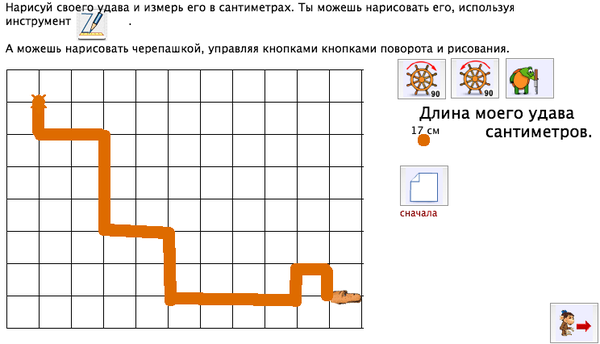 Нарисуй своего удава и измерь его в сантиметрах. Ты можешь нарисовать его, используя
инструмент .
А можешь нарисовать черепашкой, управляя кнопками кнопками поворота и рисования.
90 90
Длина моего удава
17 см сантиметров.
сначала